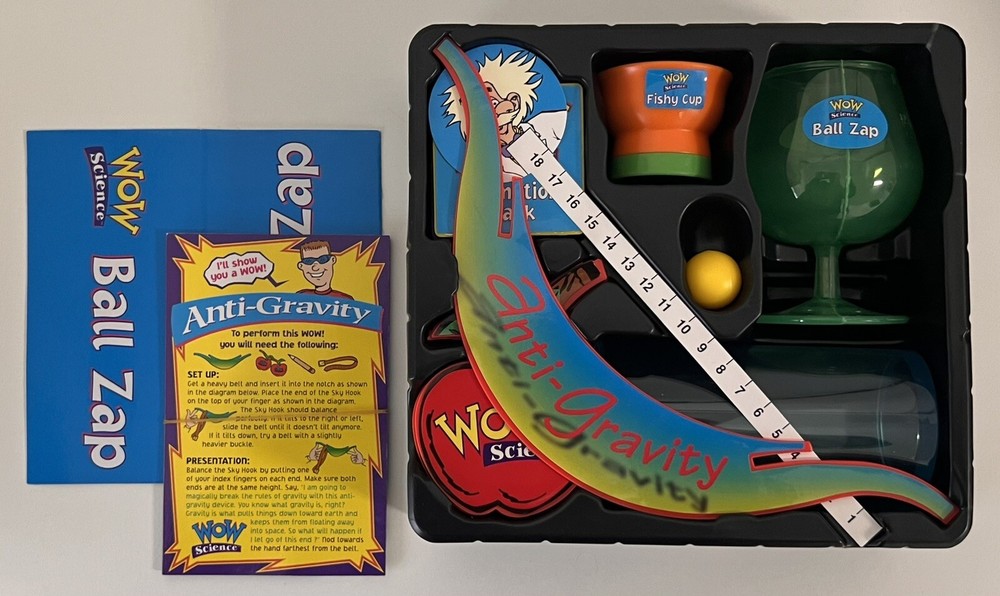 WOW
Science
Ball Zap
Zap
I'll show
you a WOW!
Anti-Gravity
To perform this WOW!
you will need the following:
SET UP:
Get a heavy belt and insert it into the notch as shown
in the diagram below. Place the end of the Sky Hook
on the top of your finger as shown in the diagram.
The Sky Hook should balance
perfectly. If it tilts to the right or left,
slide the belt until it doesn't tilt anymore.
If it tilts down, try a belt with a slightly
heavier buckle.
PRESENTATION:
Balance the Sky Hook by putting one
of your index fingers on each end. Make sure both
ends are at the same height. Say, "I am going to
magically break the rules of gravity with this anti-
gravity device. You know what gravity is, right?
Gravity is what pulls things down toward earth and
keeps them from floating away
into space. So what will happen if
I let go of this end ?" Nod towards
the hand farthest from the belt.
WOW
Science
WOW
Science
Fishy Cup
WOW
Science
Ball Zap
18
17
16
15
14
13
12
11
10
9
8
7
6
5
4
1
Anti-Gravity
Anti-Gravity
WO
Scie